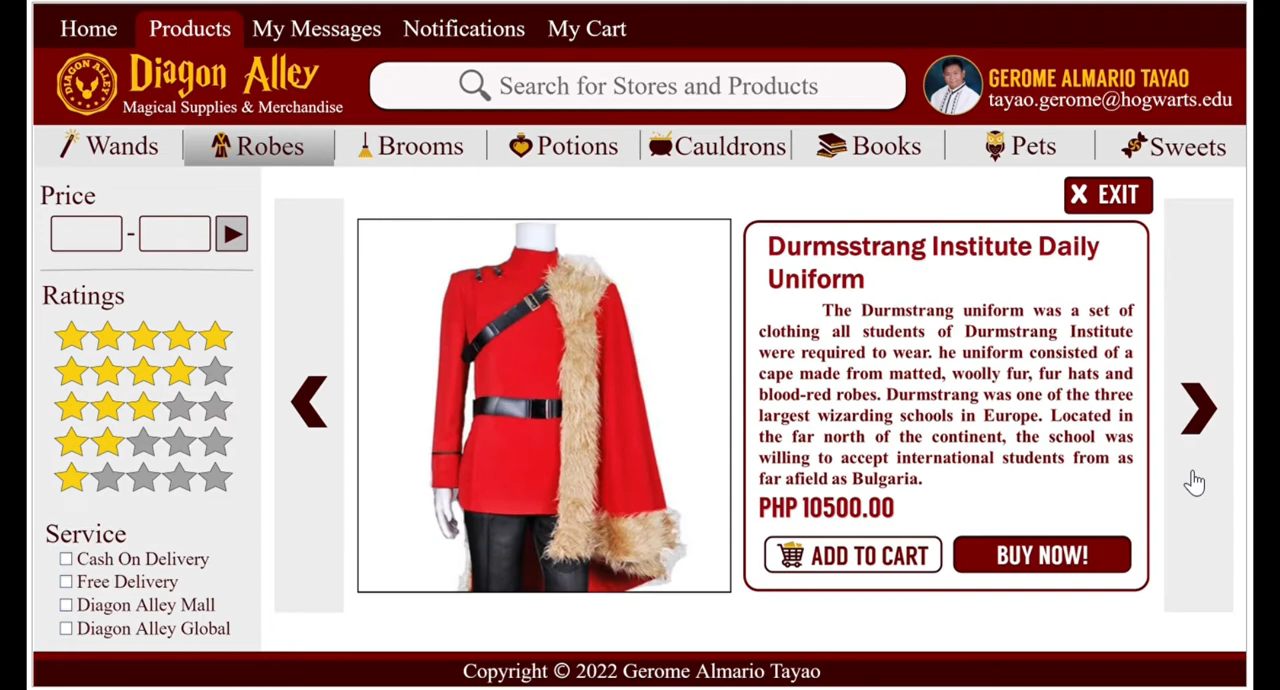 Home Products My Messages Notifications My Cart
DIAGON ALLEY
Diagon Alley
Magical Supplies & Merchandise
Search for Stores and Products
GEROME ALMARIO TAYAO
tayao.gerome@hogwarts.edu
Wands Robes Brooms Potions Cauldrons Books Pets Sweets
Price
-
Ratings
Service
Cash On Delivery
Free Delivery
Diagon Alley Mall
Diagon Alley Global
X EXIT
Durmsstrang Institute Daily
Uniform
The Durmstrang uniform was a set of
clothing all students of Durmstrang Institute
were required to wear. he uniform consisted of a
cape made from matted, woolly fur, fur hats and
blood-red robes. Durmstrang was one of the three
largest wizarding schools in Europe. Located in
the far north of the continent, the school was
willing to accept international students from as
far afield as Bulgaria.
PHP 10500.00
ADD TO CART
BUY NOW!
Copyright © 2022 Gerome Almario Tayao